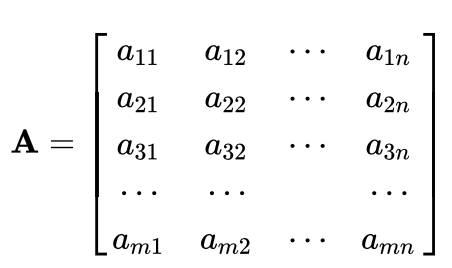 a₁₁ a₁₂ ⋯ a₁ₙ
a₂₁ a₂₂ ⋯ a₂ₙ
𝐀 = a₃₁ a₃₂ ⋯ a₃ₙ
⋯ ⋯ ⋯
aₘ₁ aₘ₂ ⋯ aₘₙ